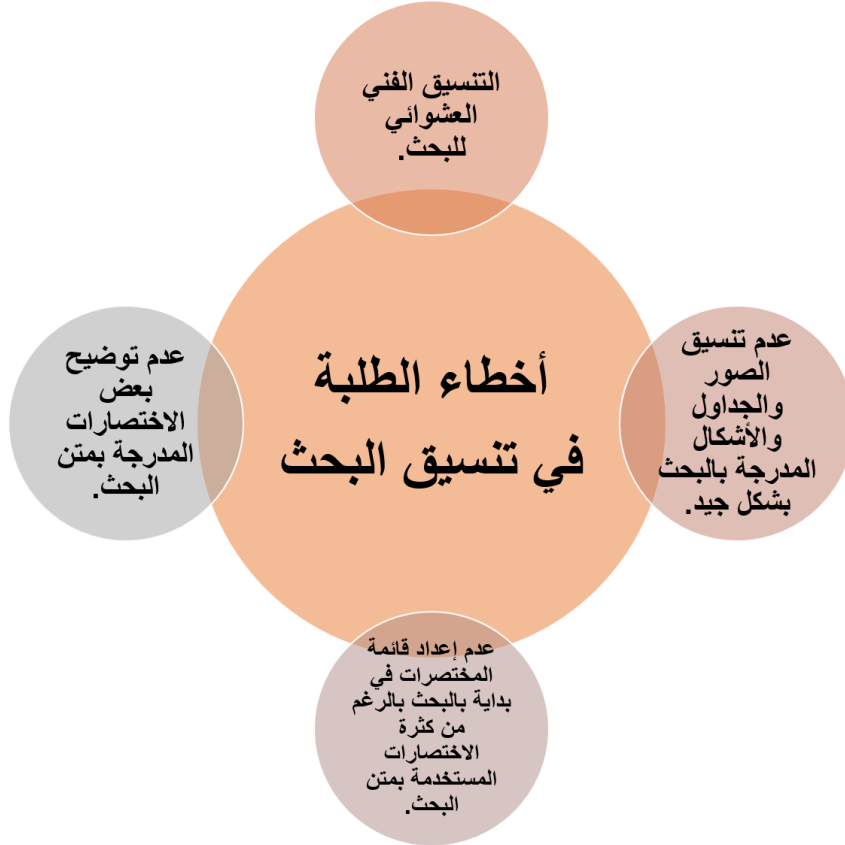 التنسيق الفني
العشوائي
للبحث.
أخطاء الطلبة
في تنسيق البحث
عدم تنسيق
الصور
والجداول
والأشكال
المدرجة بالبحث
بشكل جيد.
عدم إعداد قائمة
المختصرات في
بداية بالبحث بالرغم
من كثرة
الاختصارات
المستخدمة بمتن
البحث.
عدم توضيح
بعض
الاختصارات
المدرجة بمتن
البحث.